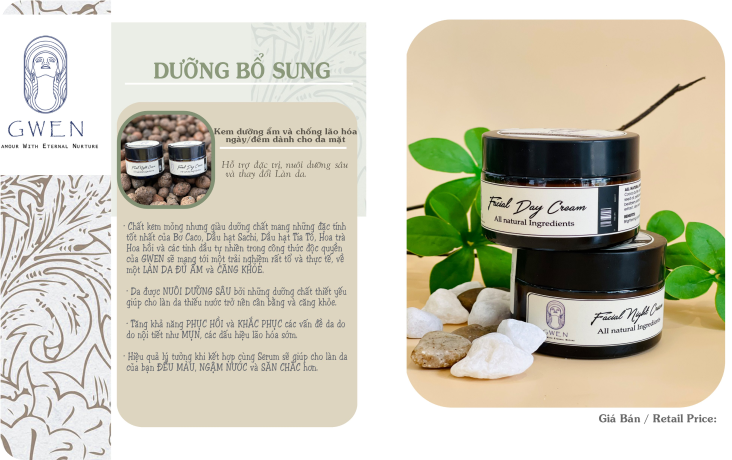 GWEN
AMOUR WITH ETERNAL NURTURE
DƯỠNG BỔ SUNG
Kem dưỡng ẩm và chống lão hóa
ngày/đêm dành cho da mặt
Hỗ trợ đặc trị, nuôi dưỡng sâu
và thay đổi Làn da.
· Chất kem mỏng nhưng giàu dưỡng chất mang những đặc tính
tốt nhất của Bơ Caco, Dầu hạt Sachi, Dầu hạt Tía Tô, Hoa trà
Hoa hồi và các tinh dầu tự nhiên trong công thức độc quyền
của GWEN sẽ mang tới một trải nghiệm rất rõ và thực tế, về
một LÀN DA ĐỦ ẨM và CĂNG KHỎE.
· Da được NUÔI DƯỠNG SÂU bởi những dưỡng chất thiết yếu
giúp cho làn da thiếu nước trở nên cân bằng và căng khỏe.
· Tăng khả năng PHỤC HỒI và KHẮC PHỤC các vấn đề da do
do nội tiết như MỤN, các dấu hiệu lão hóa sớm.
· Hiệu quả lý tưởng khi kết hợp cùng Serum sẽ giúp cho làn da
của bạn ĐỀU MÀU, NGẬM NƯỚC và SĂN CHẮC hơn.
Facial Day Cream
All natural Ingredients
Facial Night Cream
All natural Ingredients
GWEN
Giá Bán / Retail Price: